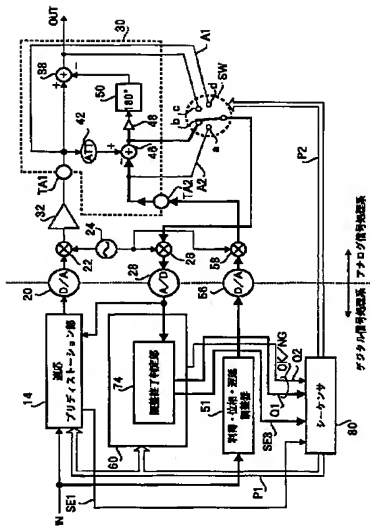 OUT
30
A1
88
50
180°
48
46
42
ATT
TA1
TA2
A2
SW
a
b
c
d
P2
32
24
22
28
58
20
D/A
28
A/D
56
D/A
アナログ信号処理系
デジタル信号処理系
14
適応
プリディストーション部
60
74
調整終了判定部
51
利得・位相・遅延
調整器
OK/NG
Q1
Q2
SE1
SE3
IN
P1
シーケンサ
80